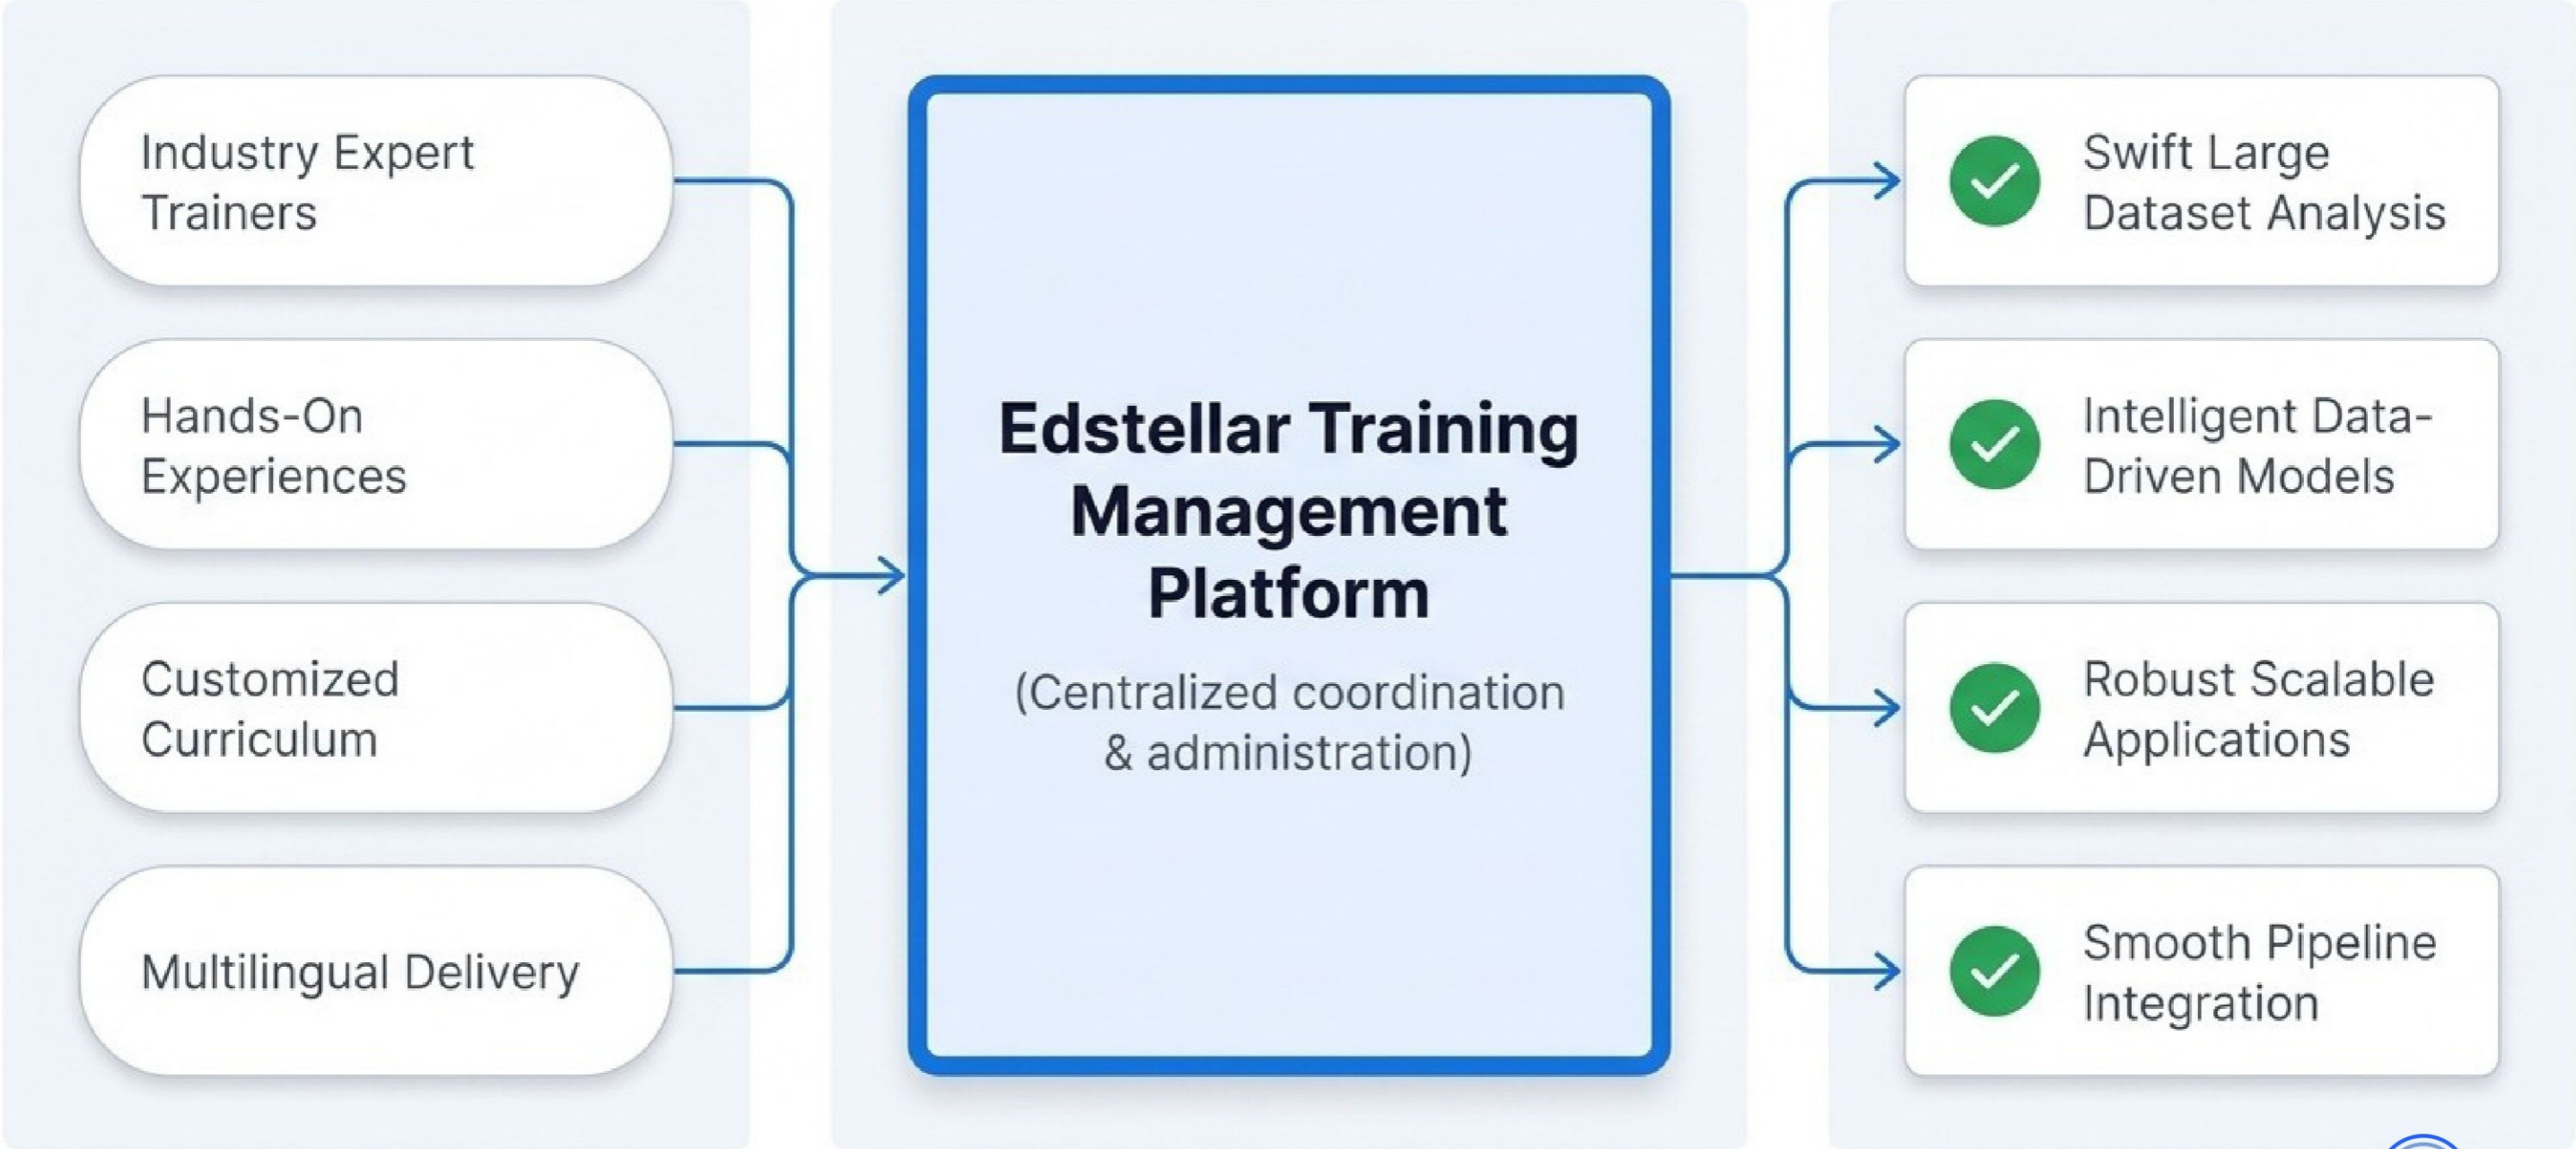 Industry Expert
Trainers
Hands-On
Experiences
Customized
Curriculum
Multilingual Delivery
Edstellar Training
Management
Platform
(Centralized coordination
& administration)
Swift Large
Dataset Analysis
Intelligent Data-
Driven Models
Robust Scalable
Applications
Smooth Pipeline
Integration